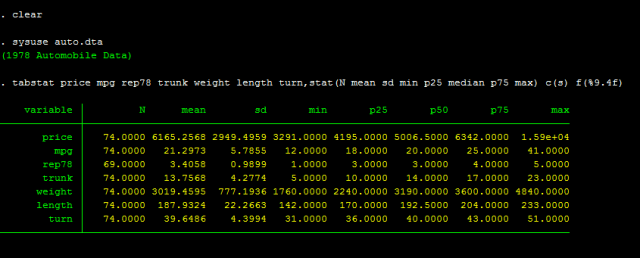 . clear
. sysuse auto.dta
(1978 Automobile Data)
. tabstat price mpg rep78 trunk weight length turn,stat(N mean sd min p25 median p75 max) c(s) f(%9.4f)
variable N mean sd min p25 p50 p75 max
price 74.0000 6165.2568 2949.4959 3291.0000 4195.0000 5006.5000 6342.0000 1.59e+04
mpg 74.0000 21.2973 5.7855 12.0000 18.0000 20.0000 25.0000 41.0000
rep78 69.0000 3.4058 0.9899 1.0000 3.0000 3.0000 4.0000 5.0000
trunk 74.0000 13.7568 4.2774 5.0000 10.0000 14.0000 17.0000 23.0000
weight 74.0000 3019.4595 777.1936 1760.0000 2240.0000 3190.0000 3600.0000 4840.0000
length 74.0000 187.9324 22.2663 142.0000 170.0000 192.5000 204.0000 233.0000
turn 74.0000 39.6486 4.3994 31.0000 36.0000 40.0000 43.0000 51.0000